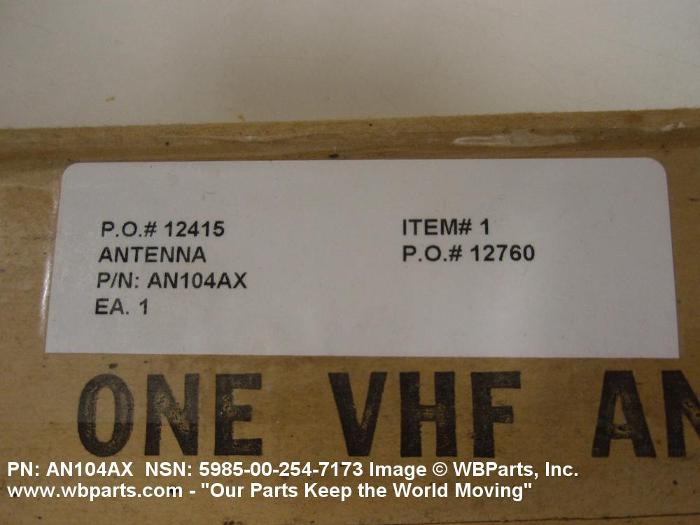 P.O.# 12415
ANTENNA
P/N: AN104AX
EA. 1
ITEM# 1
P.O.# 12760
ONE VHF AN
PN: AN104AX NSN: 5985-00-254-7173 Image © WBParts, Inc.
www.wbparts.com - "Our Parts Keep the World Moving"